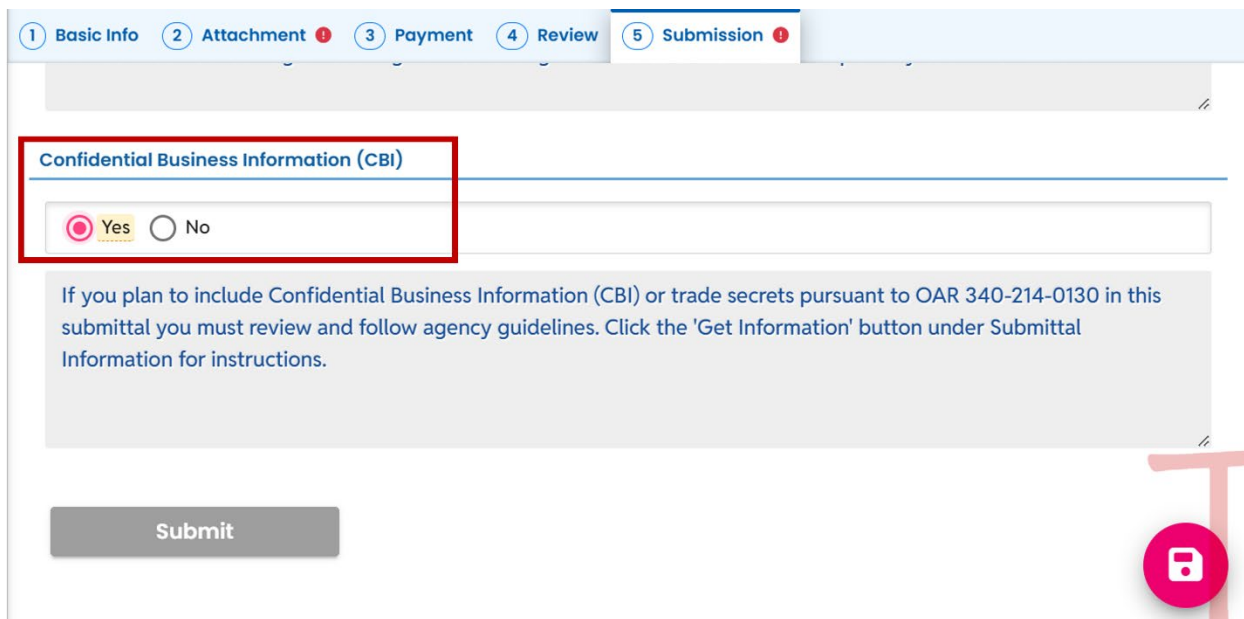 1 Basic Info 2 Attachment ! 3 Payment 4 Review 5 Submission !
Confidential Business Information (CBI)
Yes No
If you plan to include Confidential Business Information (CBI) or trade secrets pursuant to OAR 340-214-0130 in this
submittal you must review and follow agency guidelines. Click the 'Get Information' button under Submittal
Information for instructions.
Submit
T